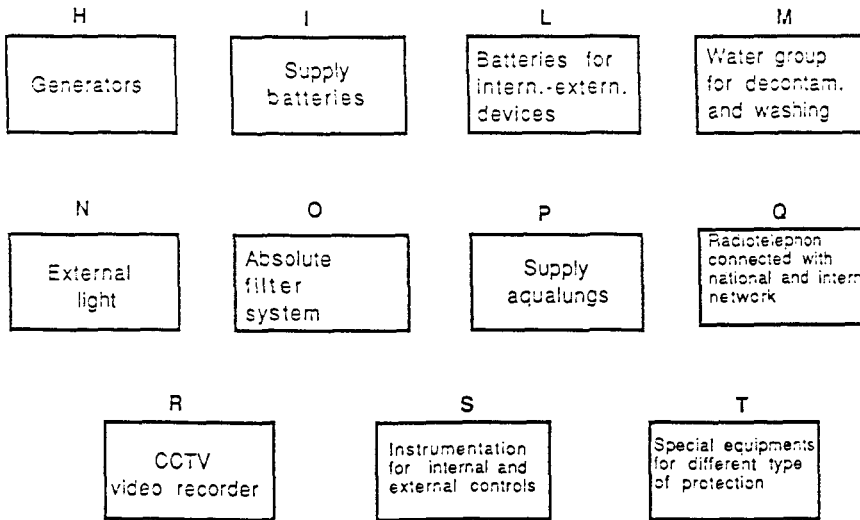 H I L M
Generators
Supply
batteries
Batteries for
intern.-extern.
devices
Water group
for decontam.
and washing
N O P Q
External
light
Absolute
filter
system
Supply
aqualungs
Radiotelephon
connected with
national and intern
network
R S T
CCTV
video recorder
Instrumentation
for internal and
external controls
Special equipments
for different type
of protection